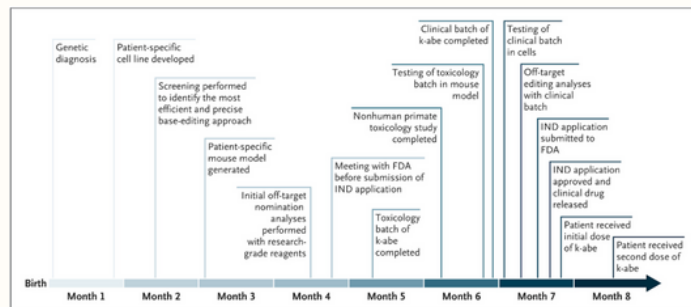 Genetic
diagnosis
Patient-specific
cell line developed
Screening performed
to identify the most
efficient and precise
base-editing approach
Patient-specific
mouse model
generated
Initial off-target
nomination
analyses
performed
with research-
grade reagents
Meeting with FDA
before submission of
IND application
Toxicology
batch of
k-abe
completed
Nonhuman primate
toxicology study
completed
Testing of toxicology
batch in mouse
model
Clinical batch of
k-abe completed
Testing of
clinical batch
in cells
Off-target
editing analyses
with clinical
batch
IND application
submitted to
FDA
IND application
approved and
clinical drug
released
Patient received
initial dose
of k-abe
Patient received
second dose of
k-abe
Birth
Month 1 Month 2 Month 3 Month 4 Month 5 Month 6 Month 7 Month 8